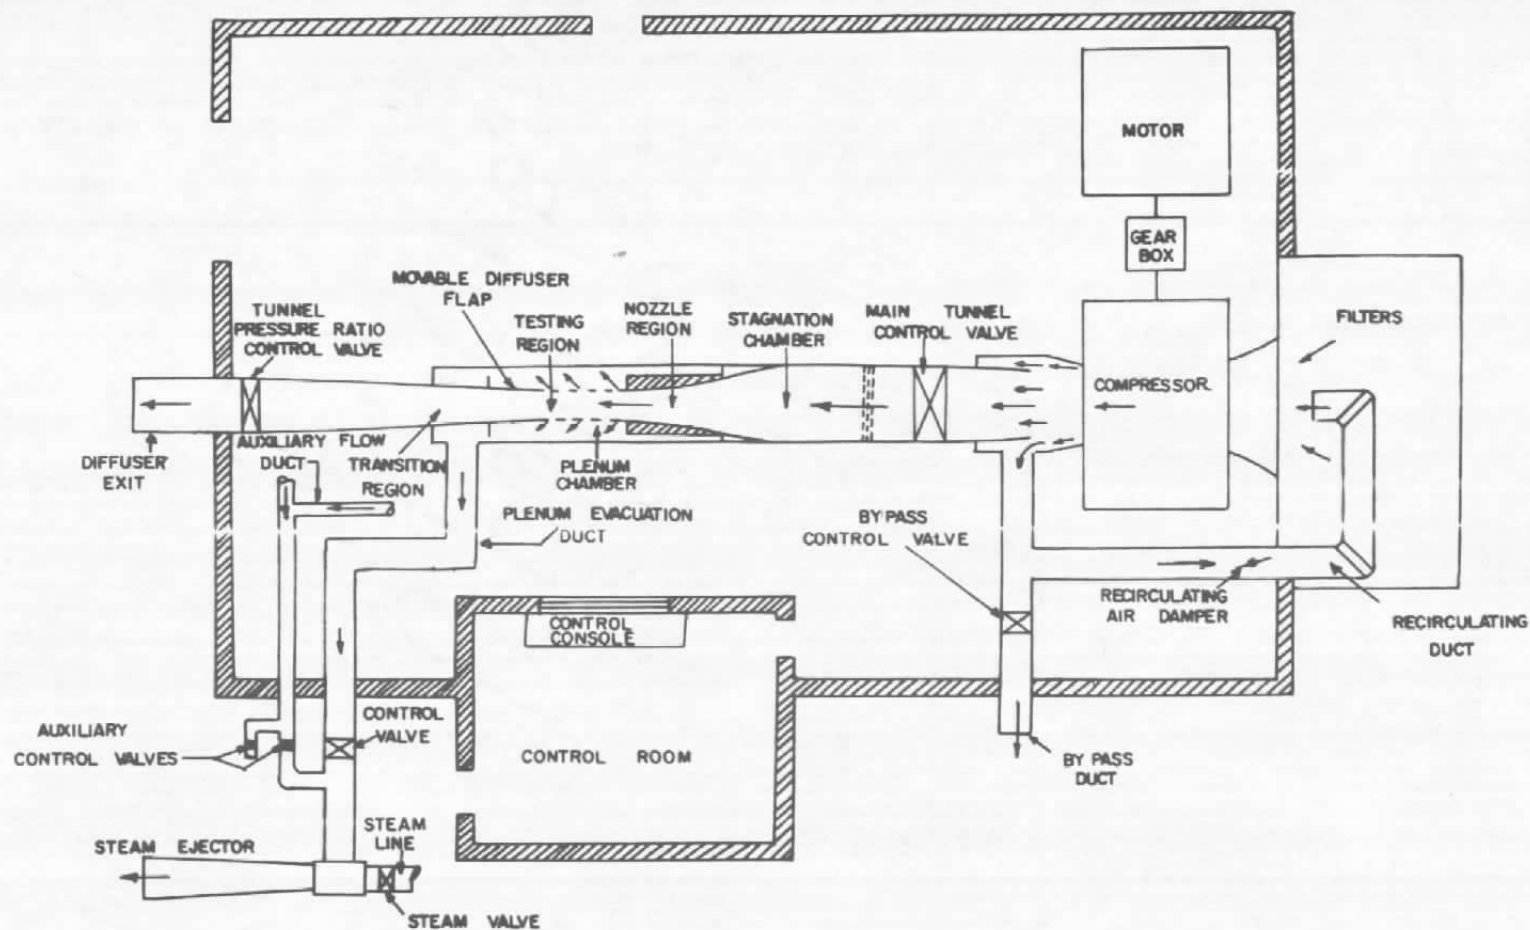 MOTOR
GEAR
BOX
MOVABLE DIFFUSER
FLAP
TUNNEL
PRESSURE RATIO
CONTROL VALVE
TESTING
REGION
NOZZLE
REGION
STAGNATION
CHAMBER
MAIN TUNNEL
CONTROL VALVE
FILTERS
COMPRESSOR
DIFFUSER
EXIT
AUXILIARY FLOW
DUCT
TRANSITION
REGION
PLENUM
CHAMBER
PLENUM EVACUATION
DUCT
BY PASS
CONTROL VALVE
RECIRCULATING
AIR DAMPER
RECIRCULATING
DUCT
CONTROL
CONSOLE
CONTROL
VALVE
AUXILIARY
CONTROL VALVES
CONTROL ROOM
BY PASS
DUCT
STEAM EJECTOR
STEAM
LINE
STEAM VALVE